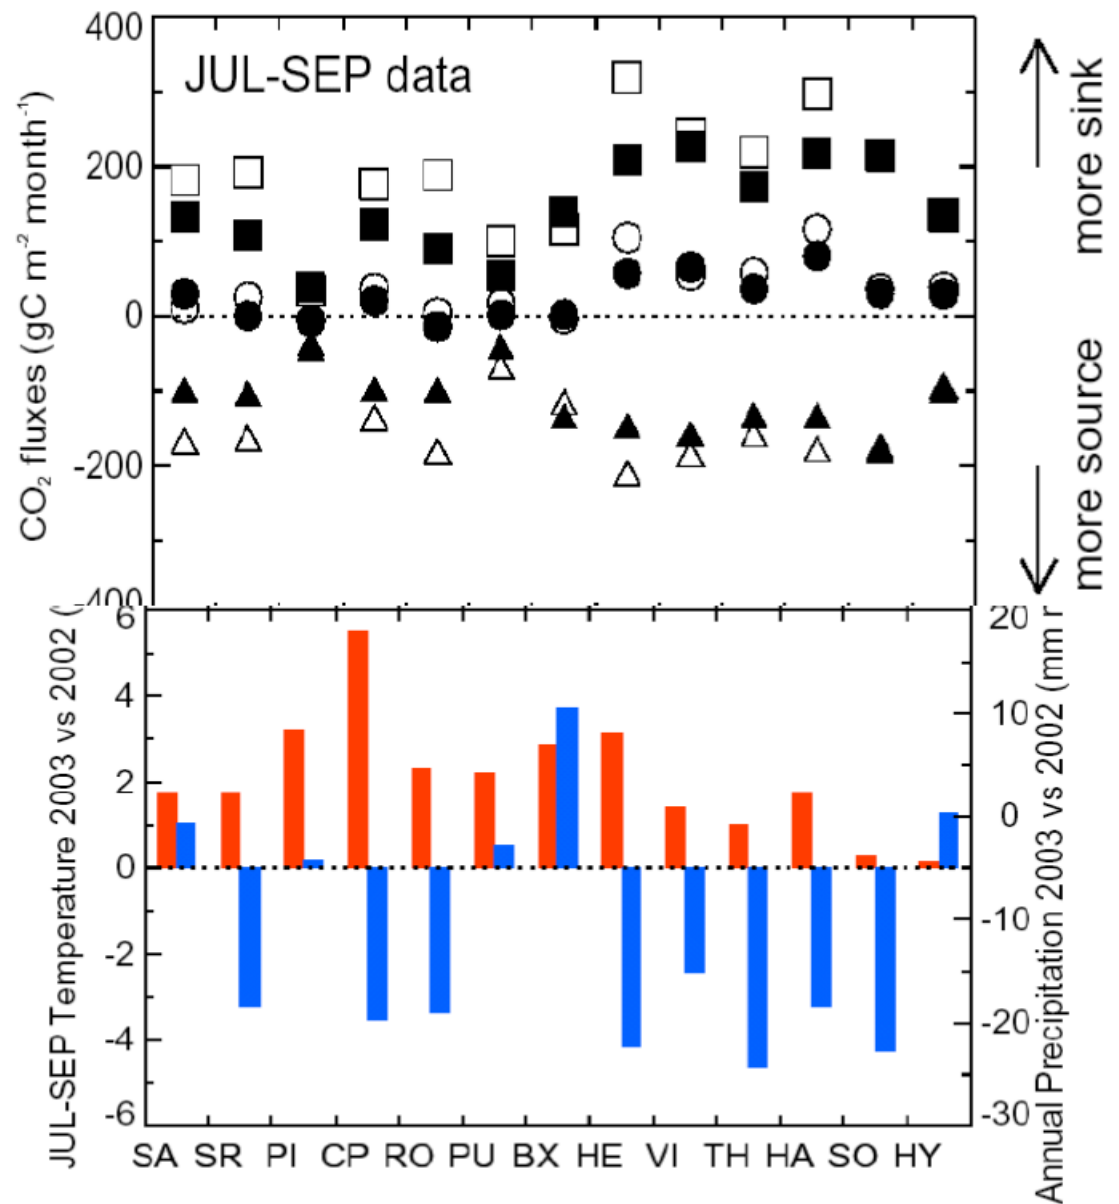 400
JUL-SEP data
200
0
-200
-400
CO₂ fluxes (gC m⁻² month⁻¹)
more sink
more source
6
4
2
0
-2
-4
-6
JUL-SEP Temperature 2003 vs 2002 (
20
10
0
-10
-20
-30
Annual Precipitation 2003 vs 2002 (mm
SA SR PI CP RO PU BX HE VI TH HA SO HY